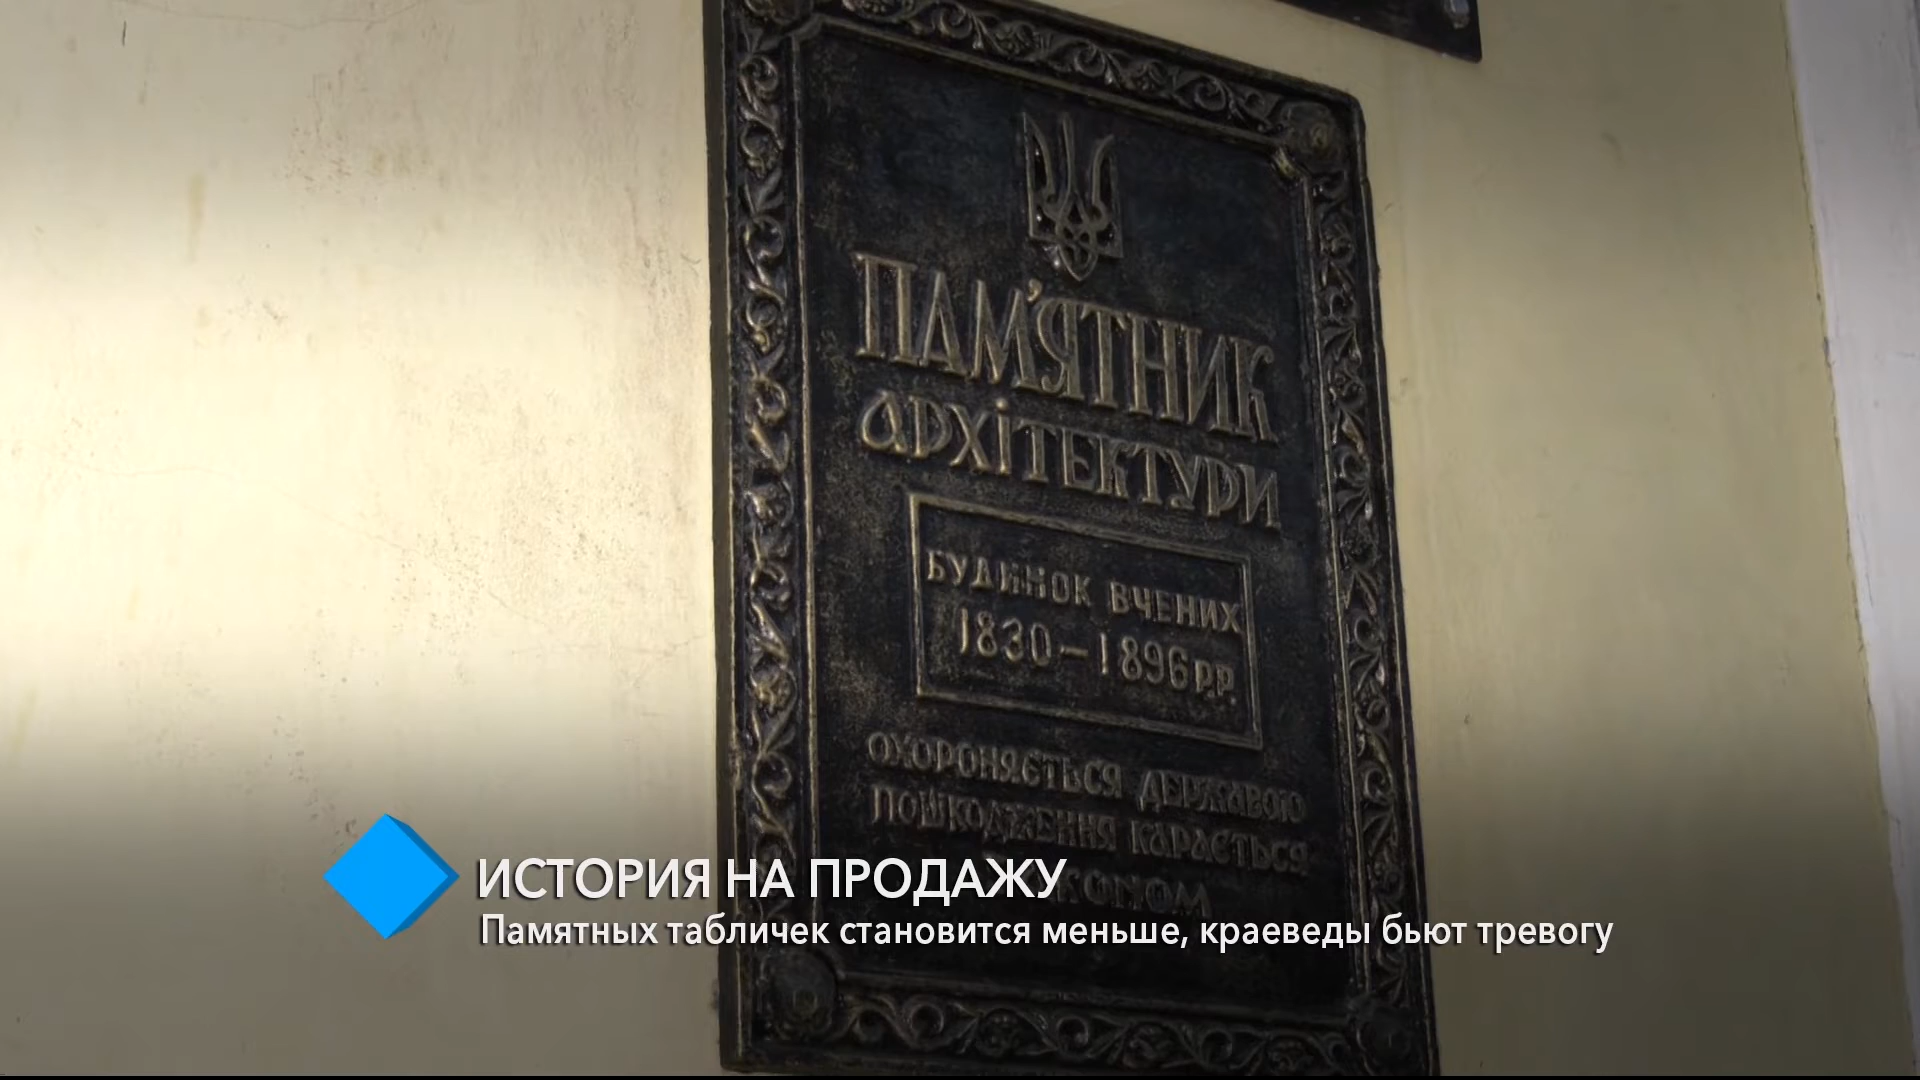 ПАМ'ЯТНИК
АРХІТЕКТУРИ
БУДИНОК ВЧЕНИХ
1830–1896 р.р.
ОХОРОНЯЄТЬСЯ ДЕРЖАВОЮ
ПОШКОДЖЕННЯ КАРАЄТЬСЯ
ИСТОРИЯ НА ПРОДАЖУ
Памятных табличек становится меньше, краеведы бьют тревогу